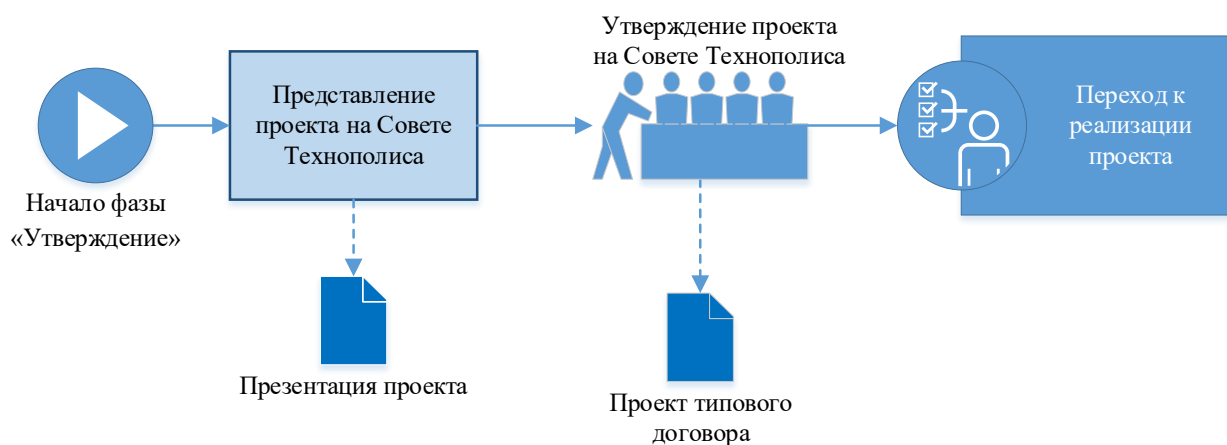 Начало фазы
«Утверждение»
Представление
проекта на Совете
Технополиса
Презентация проекта
Утверждение проекта
на Совете Технополиса
Проект типового
договора
Переход к
реализации
проекта